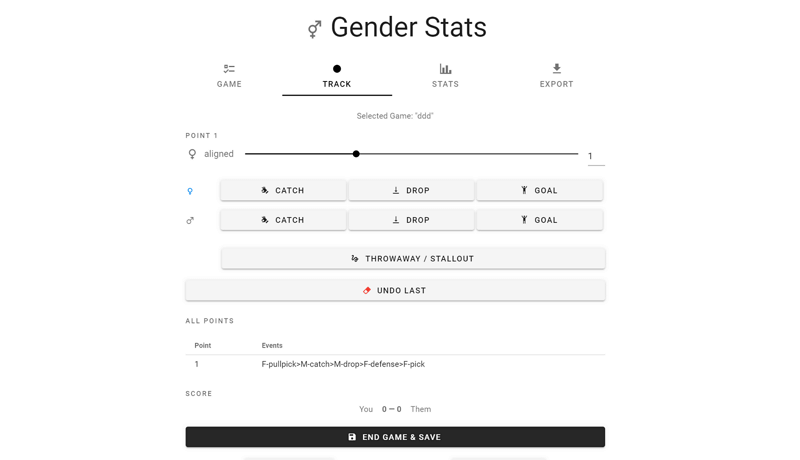 Gender Stats
GAME
TRACK
STATS
EXPORT
Selected Game: "ddd"
POINT 1
aligned
1
CATCH
DROP
GOAL
CATCH
DROP
GOAL
THROWAWAY / STALLOUT
UNDO LAST
ALL POINTS
Point Events
1 F-pullpick>M-catch>M-drop>F-defense>F-pick
SCORE
You 0 – 0 Them
END GAME & SAVE